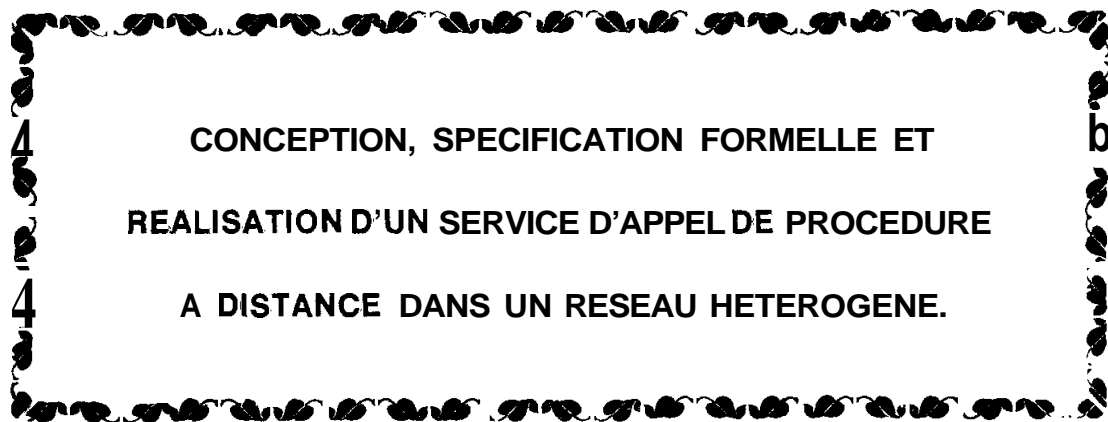 CONCEPTION, SPECIFICATION FORMELLE ET
REALISATION D'UN SERVICE D'APPEL DE PROCEDURE
A DISTANCE DANS UN RESEAU HETEROGENE.